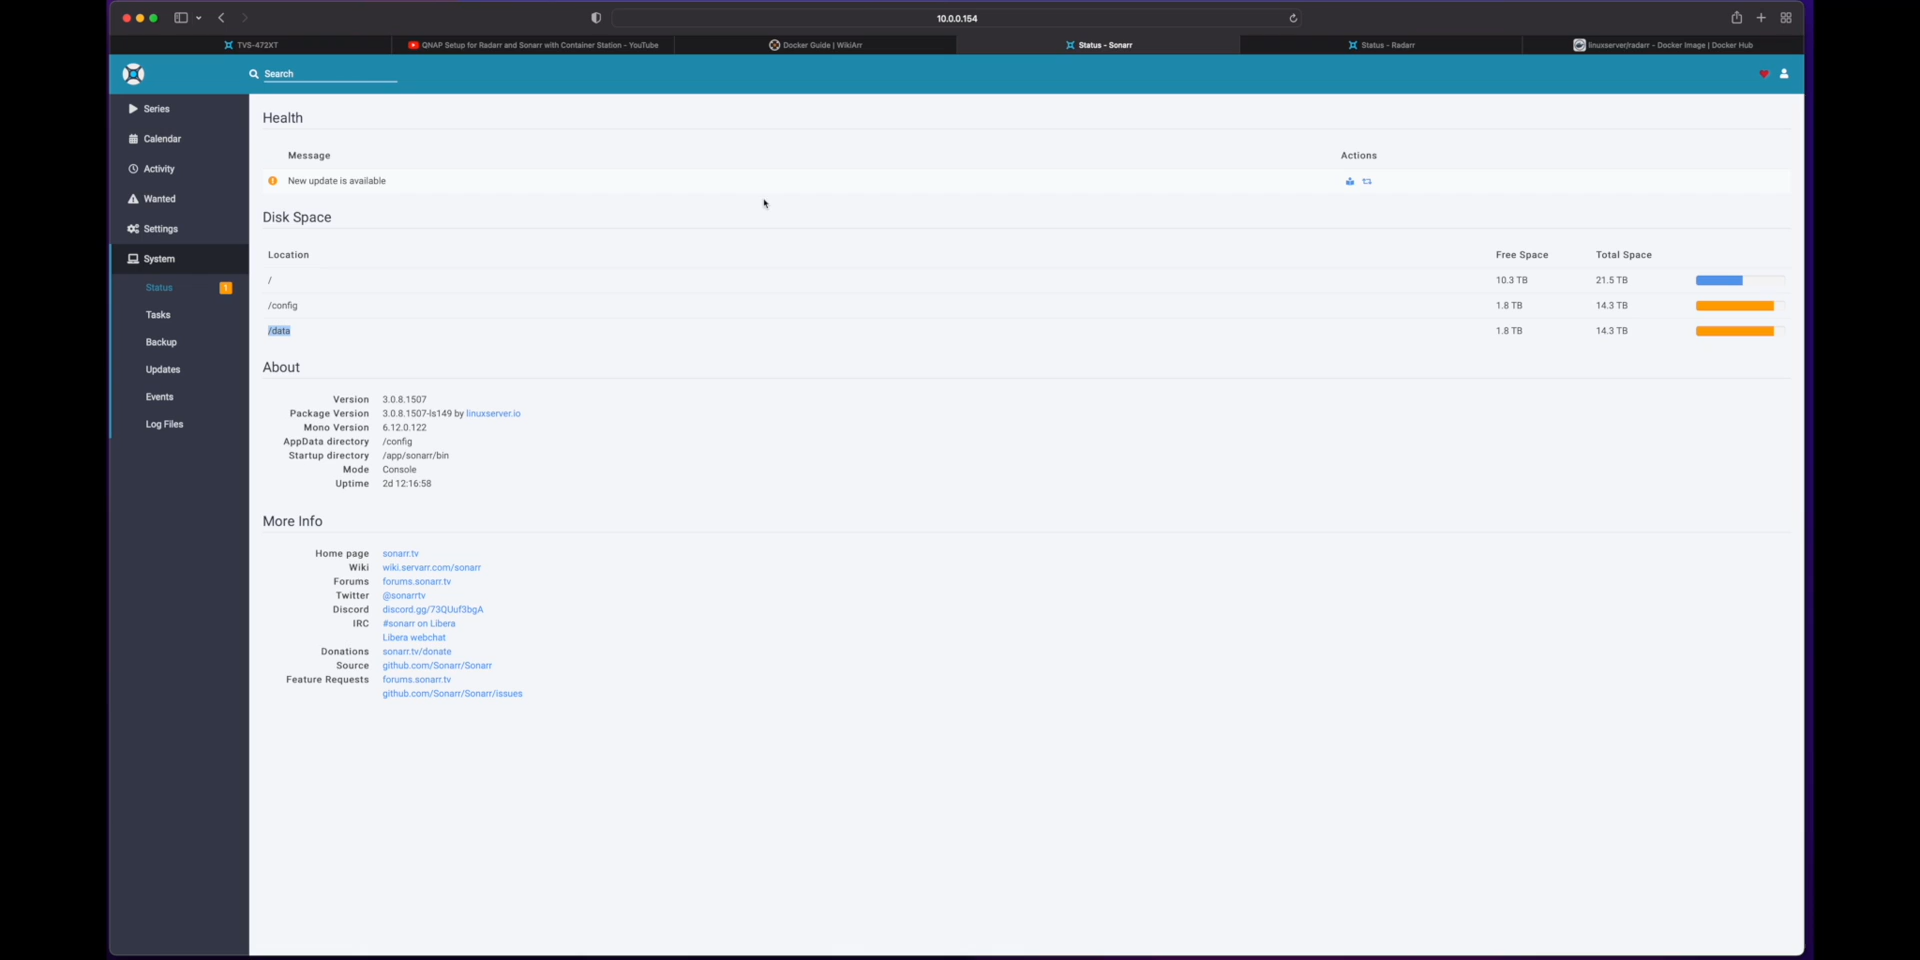 10.0.0.154
TVS-472XT
QNAP Setup for Radarr and Sonarr with Container Station - YouTube
Docker Guide | WikiArr
Status - Sonarr
Status - Radarr
linuxserver/radarr - Docker Image | Docker Hub
Search
Series
Calendar
Activity
Wanted
Settings
System
Status 1
Tasks
Backup
Updates
Events
Log Files
Health
Message Actions
New update is available
Disk Space
Location Free Space Total Space
/ 10.3 TB 21.5 TB
/config 1.8 TB 14.3 TB
/data 1.8 TB 14.3 TB
About
Version 3.0.8.1507
Package Version 3.0.8.1507-ls149 by linuxserver.io
Mono Version 6.12.0.122
AppData directory /config
Startup directory /app/sonarr/bin
Mode Console
Uptime 2d 12:16:58
More Info
Home page sonarr.tv
Wiki wiki.servarr.com/sonarr
Forums forums.sonarr.tv
Twitter @sonarrtv
Discord discord.gg/73QUuf3bgA
IRC #sonarr on Libera
Libera webchat
Donations sonarr.tv/donate
Source github.com/Sonarr/Sonarr
Feature Requests forums.sonarr.tv
github.com/Sonarr/Sonarr/issues